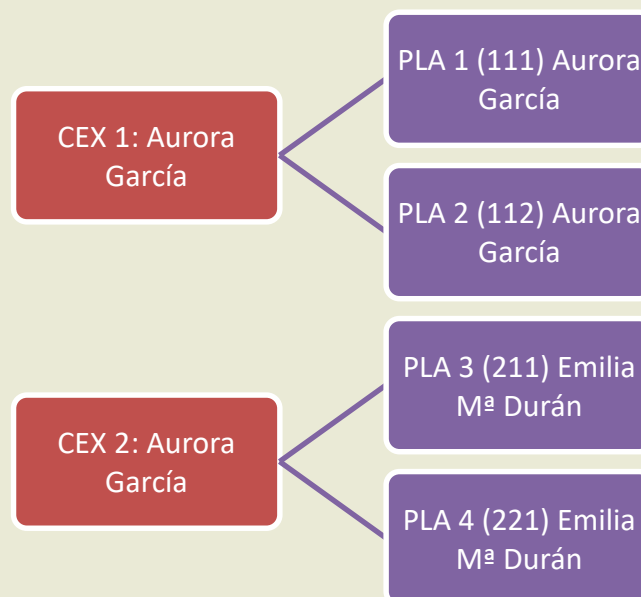 CEX 1: Aurora
García
PLA 1 (111) Aurora
García
PLA 2 (112) Aurora
García
CEX 2: Aurora
García
PLA 3 (211) Emilia
Mª Durán
PLA 4 (221) Emilia
Mª Durán